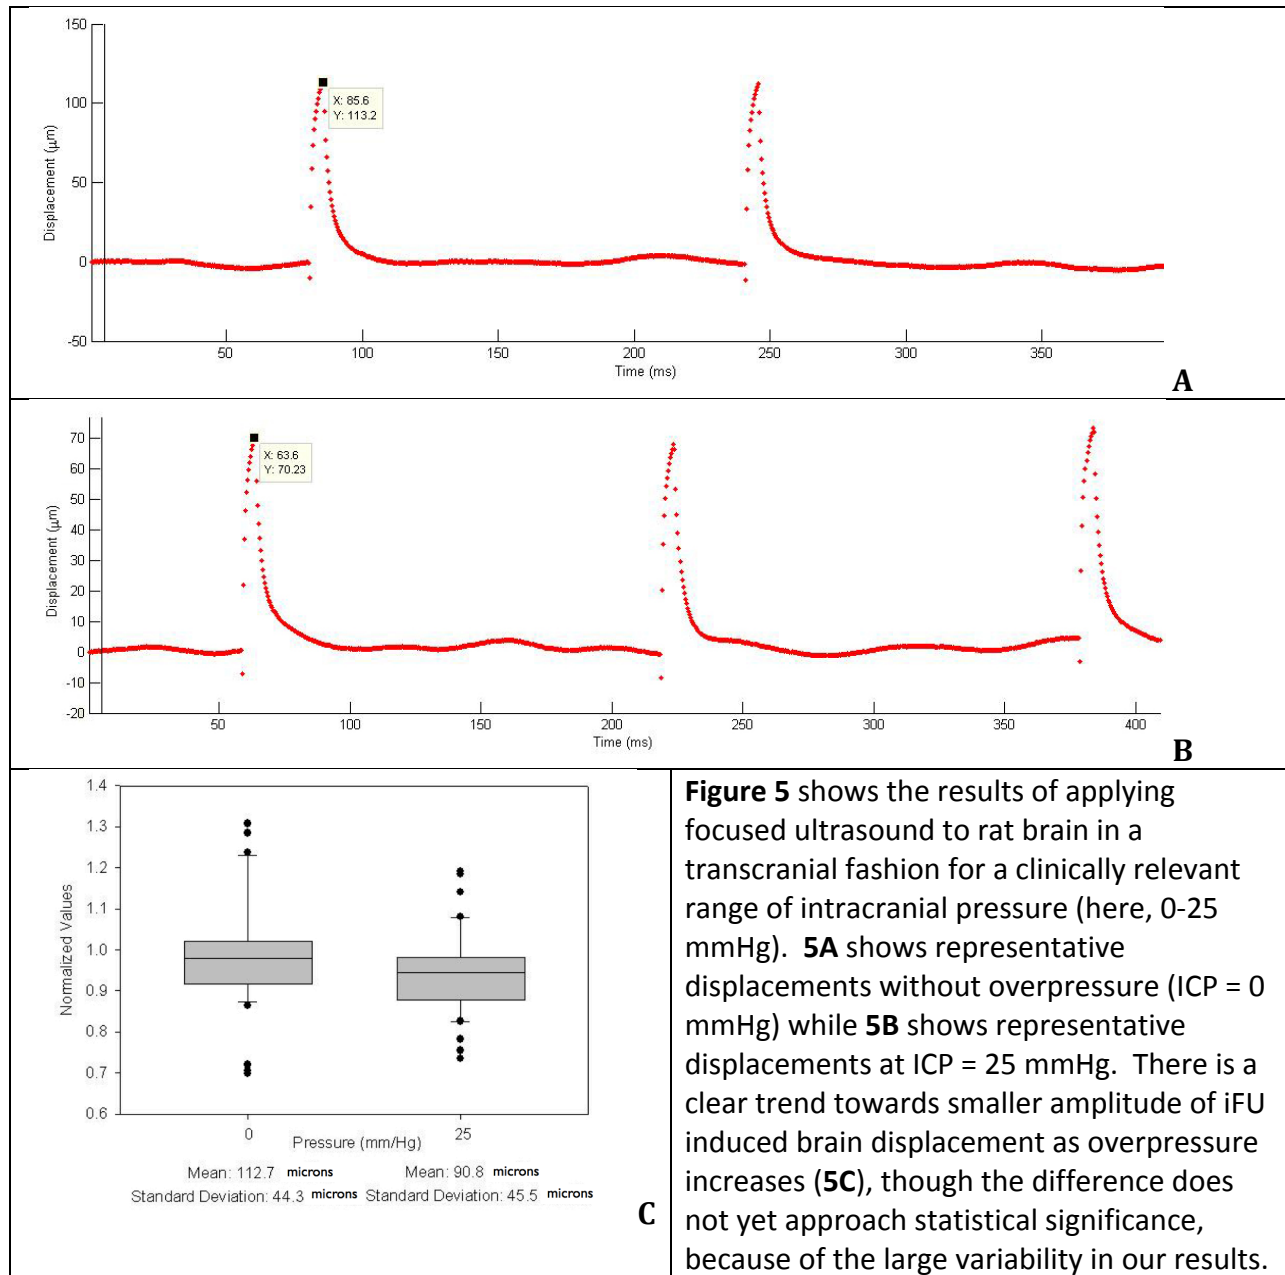 150
100
50
0
-50
Displacement (μm)
X: 85.6
Y: 113.2
50
100
150
200
250
300
350
Time (ms)
A
70
60
50
40
30
20
10
0
-10
-20
Displacement (μm)
X: 63.6
Y: 70.23
50
100
150
200
250
300
350
400
Time (ms)
B
1.4
1.3
1.2
1.1
1.0
0.9
0.8
0.7
0.6
Normalized Values
0
25
Pressure (mm/Hg)
Mean: 112.7 microns
Mean: 90.8 microns
Standard Deviation: 44.3 microns
Standard Deviation: 45.5 microns
C
Figure 5 shows the results of applying
focused ultrasound to rat brain in a
transcranial fashion for a clinically relevant
range of intracranial pressure (here, 0-25
mmHg). 5A shows representative
displacements without overpressure (ICP = 0
mmHg) while 5B shows representative
displacements at ICP = 25 mmHg. There is a
clear trend towards smaller amplitude of iFU
induced brain displacement as overpressure
increases (5C), though the difference does
not yet approach statistical significance,
because of the large variability in our results.